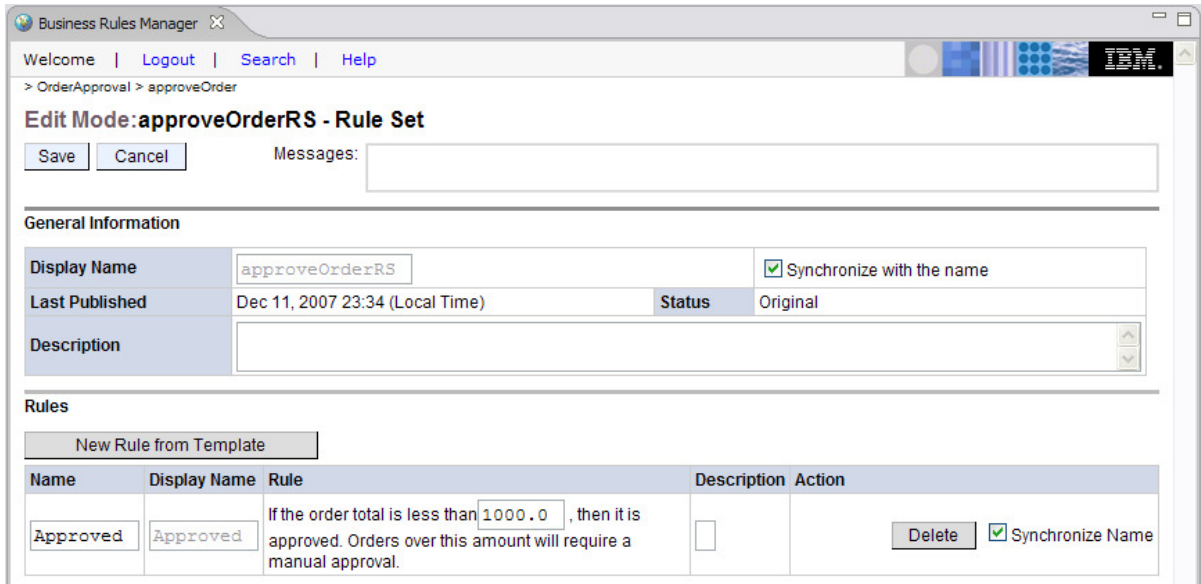 Business Rules Manager
Welcome | Logout | Search | Help
IBM.
> OrderApproval > approveOrder
Edit Mode:approveOrderRS - Rule Set
Save Cancel Messages:
General Information
Display Name approveOrderRS Synchronize with the name
Last Published Dec 11, 2007 23:34 (Local Time) Status Original
Description
Rules
New Rule from Template
Name Display Name Rule Description Action
Approved Approved If the order total is less than 1000.0 , then it is
approved. Orders over this amount will require a
manual approval.
Delete Synchronize Name